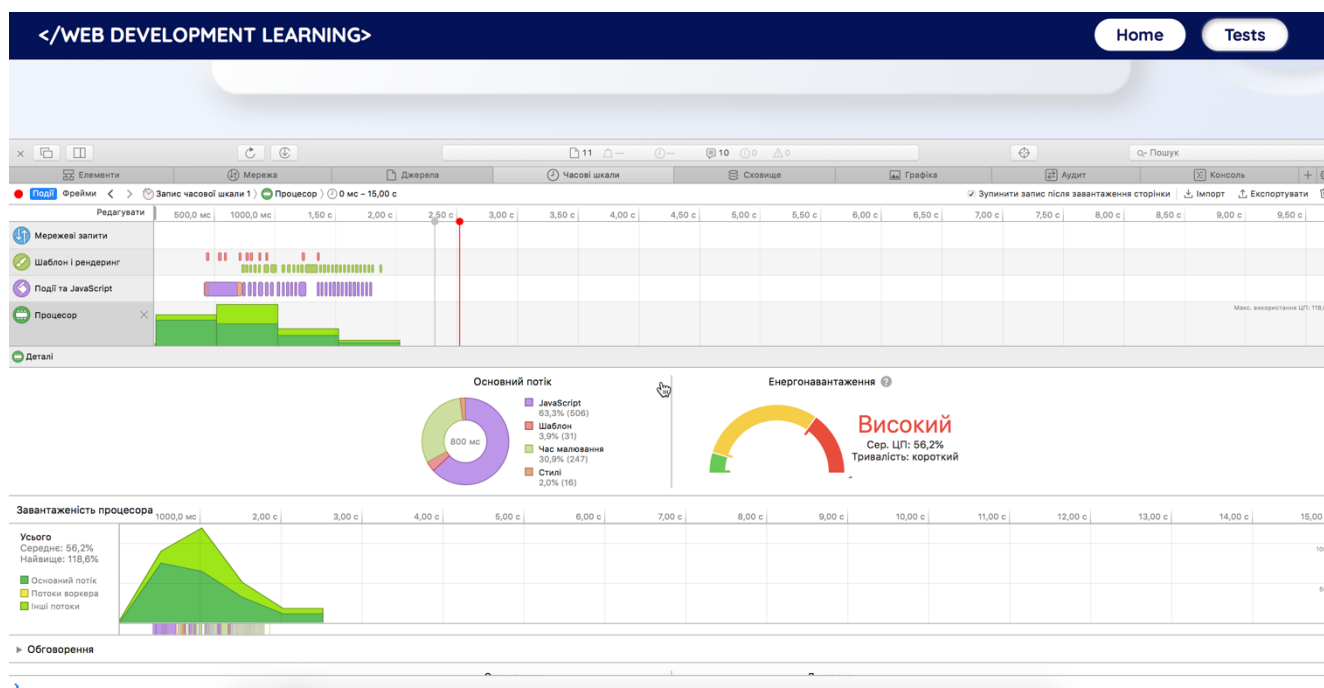 </WEB DEVELOPMENT LEARNING>
Home
Tests
11
10
0
0
Пошук
Елементи
Мережа
Джерела
Часові шкали
Сховище
Графіка
Аудит
Консоль
Події Фрейми Запис часової шкали 1 Процесор 0 мс – 15,00 с
Зупинити запис після завантаження сторінки Імпорт Експортувати
Редагувати 500,0 мс 1000,0 мс 1,50 с 2,00 с 2,50 с 3,00 с 3,50 с 4,00 с 4,50 с 5,00 с 5,50 с 6,00 с 6,50 с 7,00 с 7,50 с 8,00 с 8,50 с 9,00 с 9,50 с
Мережеві запити
Шаблон і рендеринг
Події та JavaScript
Процесор
Макс. використання ЦП: 118,
Деталі
Основний потік
800 мс
JavaScript
63,3% (506)
Шаблон
3,9% (31)
Час малювання
30,9% (247)
Стилі
2,0% (16)
Енергонавантаження ?
Високий
Сер. ЦП: 56,2%
Тривалість: короткий
Завантаженість процесора 1000,0 мс 2,00 с 3,00 с 4,00 с 5,00 с 6,00 с 7,00 с 8,00 с 9,00 с 10,00 с 11,00 с 12,00 с 13,00 с 14,00 с 15,00
Усього
Середнє: 56,2%
Найвище: 118,6%
Основний потік
Потоки воркера
Інші потоки
Обговорення